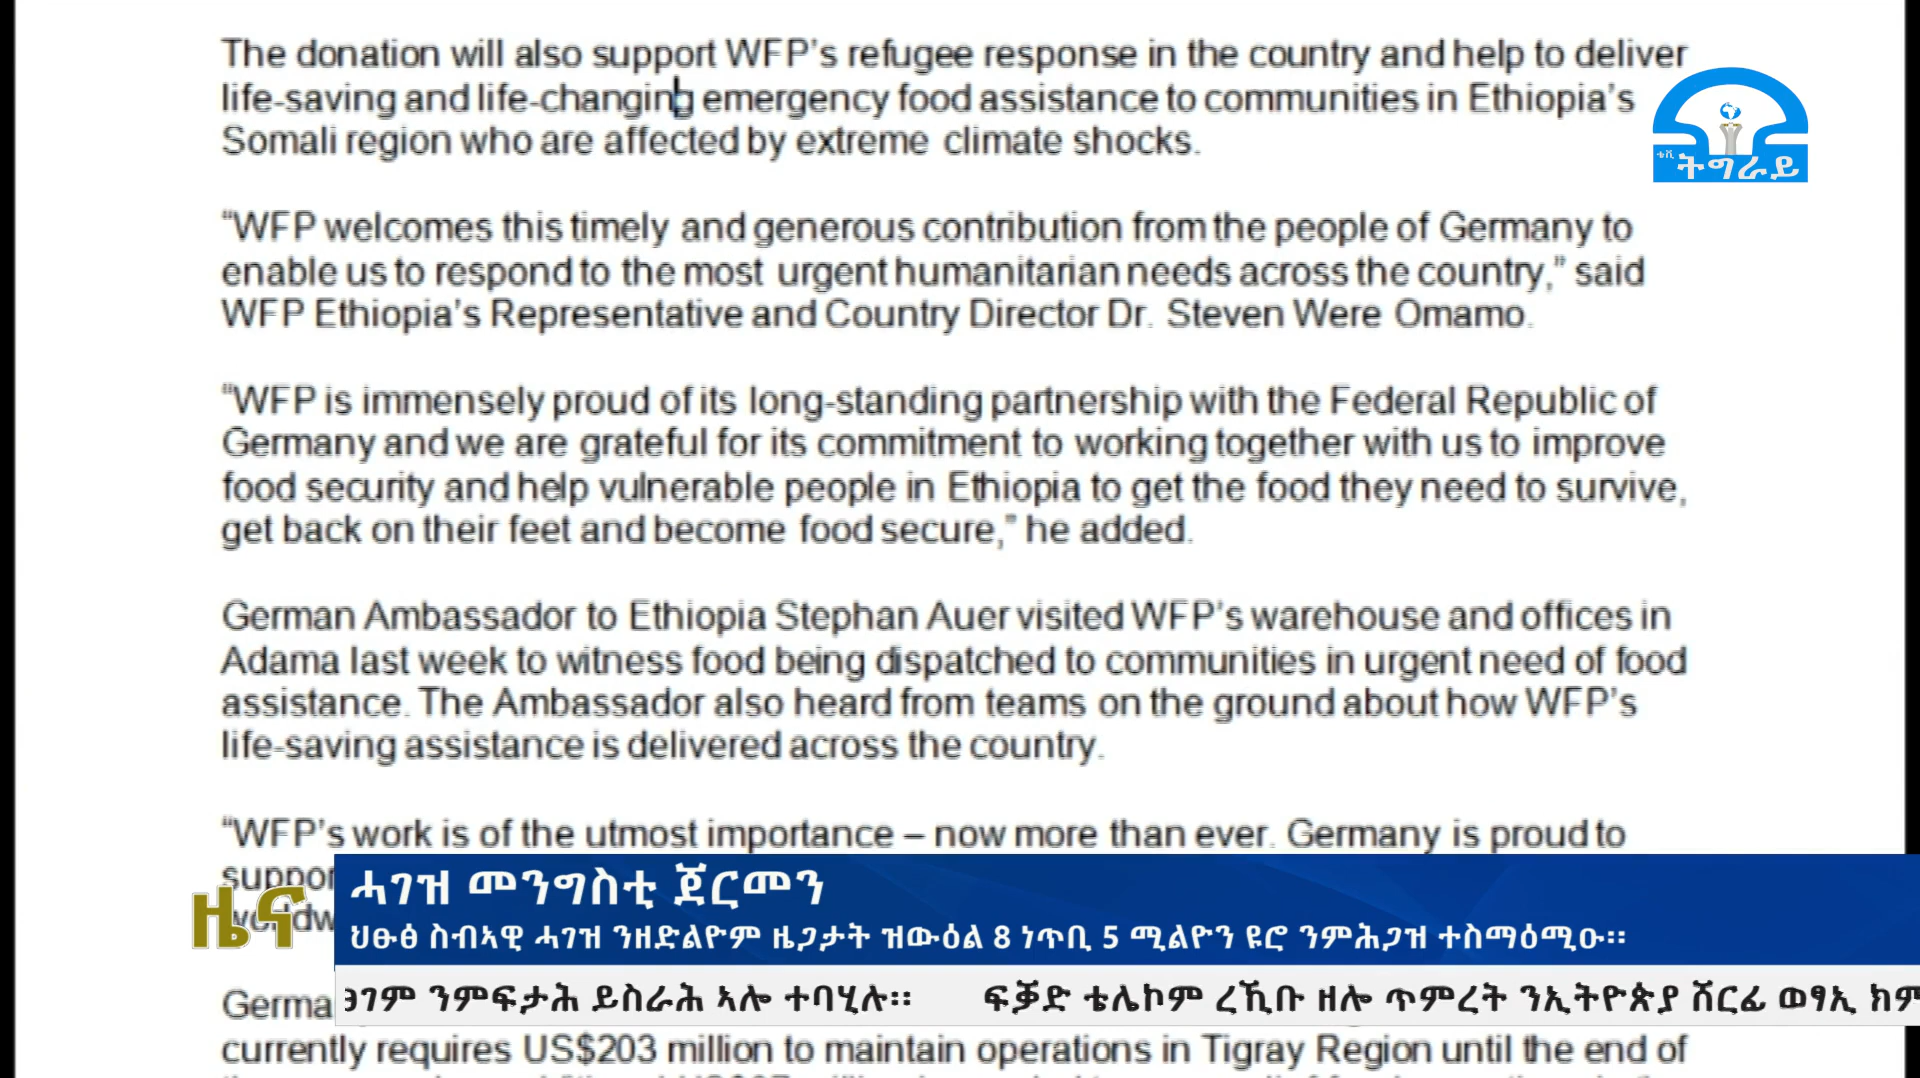 The donation will also support WFP’s refugee response in the country and help to deliver
life-saving and life-changing emergency food assistance to communities in Ethiopia’s
Somali region who are affected by extreme climate shocks.
“WFP welcomes this timely and generous contribution from the people of Germany to
enable us to respond to the most urgent humanitarian needs across the country,” said
WFP Ethiopia’s Representative and Country Director Dr. Steven Were Omamo.
“WFP is immensely proud of its long-standing partnership with the Federal Republic of
Germany and we are grateful for its commitment to working together with us to improve
food security and help vulnerable people in Ethiopia to get the food they need to survive,
get back on their feet and become food secure,” he added.
German Ambassador to Ethiopia Stephan Auer visited WFP’s warehouse and offices in
Adama last week to witness food being dispatched to communities in urgent need of food
assistance. The Ambassador also heard from teams on the ground about how WFP’s
life-saving assistance is delivered across the country.
“WFP’s work is of the utmost importance – now more than ever. Germany is proud to
currently requires US$203 million to maintain operations in Tigray Region until the end of
ቴቪ ትግራይ
ዜና
ሓገዝ መንግስቲ ጀርመን
ህፁፅ ስብኣዊ ሓገዝ ንዘድልዮም ዜጋታት ዝውዕል 8 ነጥቢ 5 ሚልዮን ዩሮ ንምሕጋዝ ተስማዕሚዑ።
ንምፍታሕ ይስራሕ ኣሎ ተባሂሉ። ፍቓድ ቴሌኮም ረኺቡ ዘሎ ጥምረት ንኢትዮጵያ ሸርፊ ወፃኢ